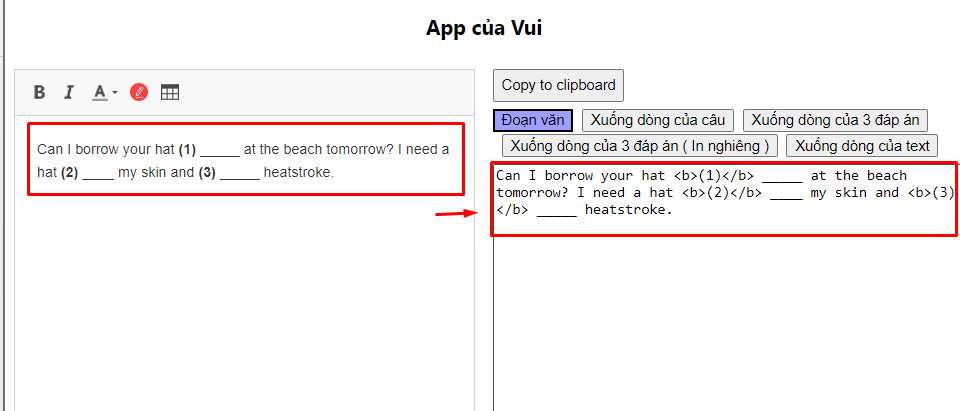 App của Vui
B I A
Copy to clipboard
Đoạn văn Xuống dòng của câu Xuống dòng của 3 đáp án
Xuống dòng của 3 đáp án ( In nghiêng ) Xuống dòng của text
Can I borrow your hat (1) _____ at the beach tomorrow? I need a
hat (2) ____ my skin and (3) _____ heatstroke.
Can I borrow your hat <b>(1)</b> _____ at the beach
tomorrow? I need a hat <b>(2)</b> ____ my skin and <b>(3)
</b> _____ heatstroke.